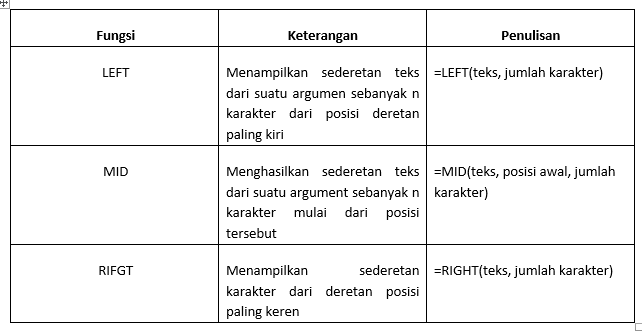 Fungsi Keterangan Penulisan
LEFT Menampilkan sederetan teks =LEFT(teks, jumlah karakter)
dari suatu argumen sebanyak n
karakter dari posisi deretan
paling kiri
MID Menghasilkan sederetan teks =MID(teks, posisi awal, jumlah
dari suatu argument sebanyak n karakter)
karakter mulai dari posisi
tersebut
RIFGT Menampilkan sederetan =RIGHT(teks, jumlah karakter)
karakter dari deretan posisi
paling keren